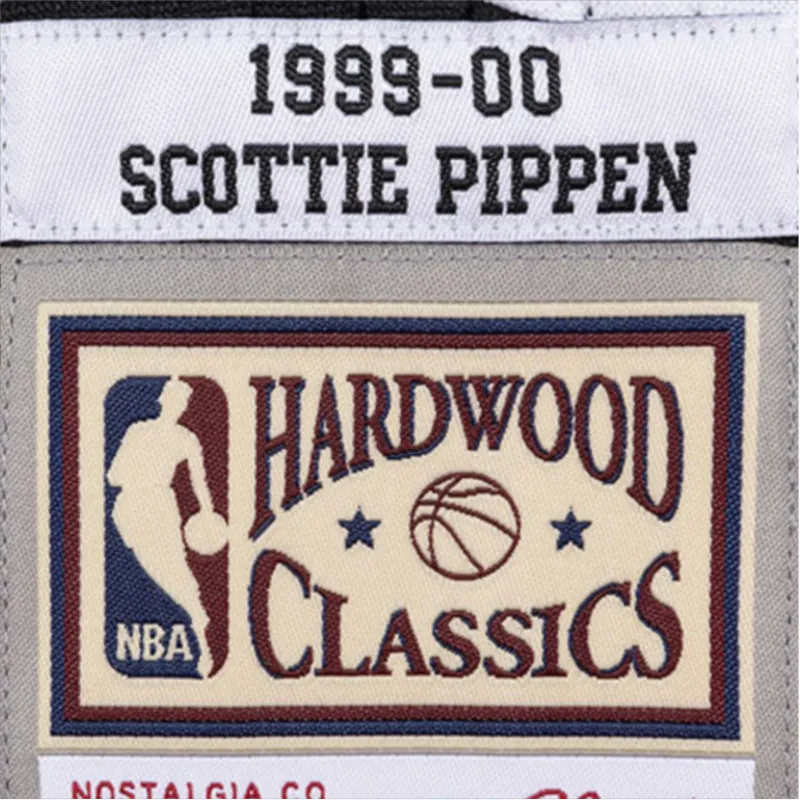 1999-00
SCOTTIE PIPPEN
HARDWOOD
CLASSICS
NBA
NOSTALGIA CO